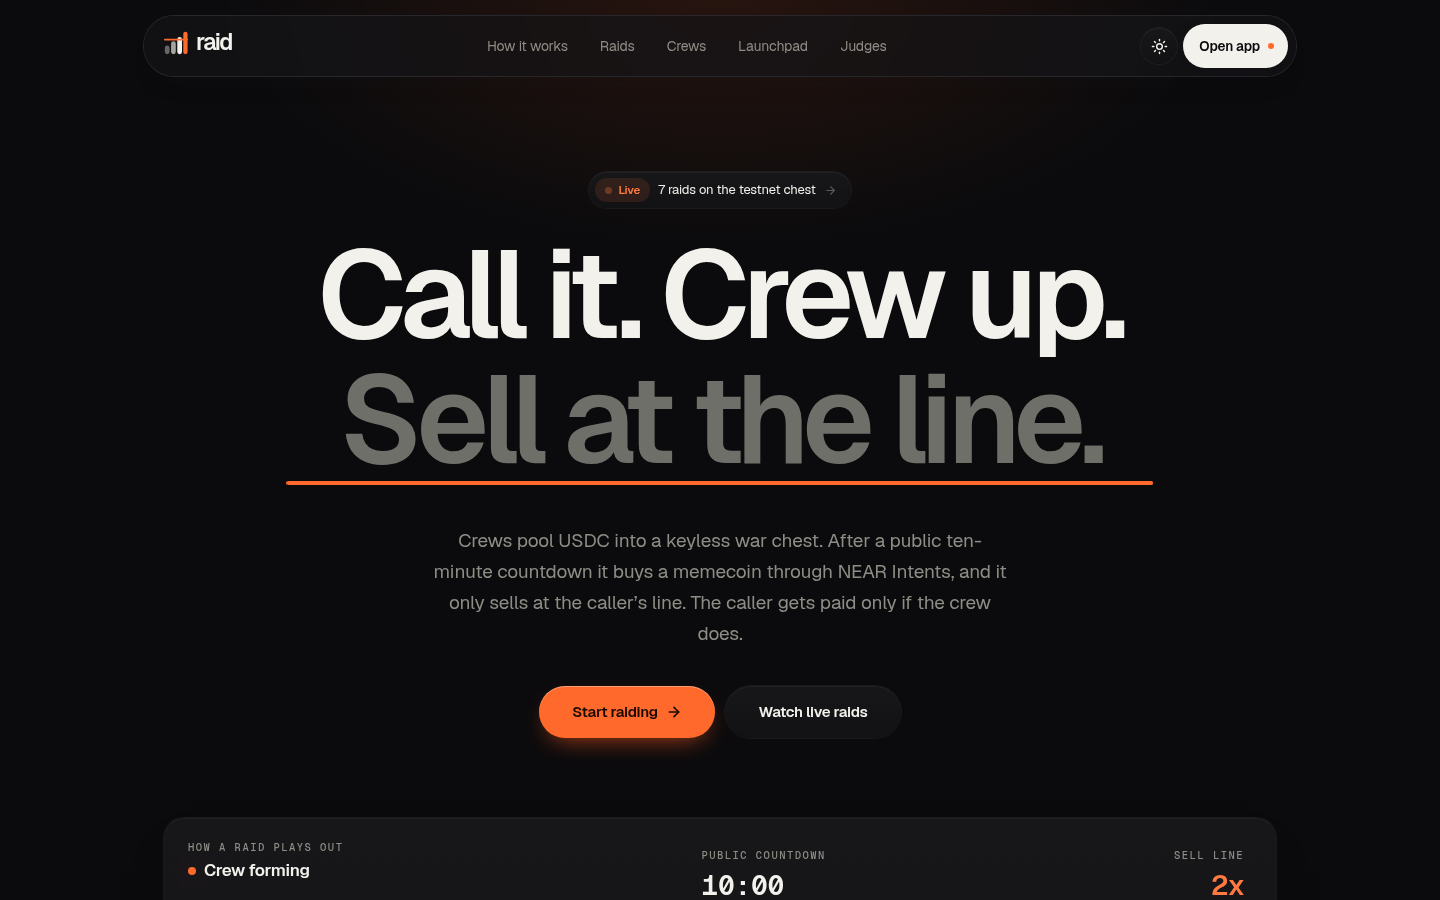 raid
How it works
Raids
Crews
Launchpad
Judges
Open app
Live
7 raids on the testnet chest →
Call it. Crew up.
Sell at the line.
Crews pool USDC into a keyless war chest. After a public ten-
minute countdown it buys a memecoin through NEAR Intents, and it
only sells at the caller’s line. The caller gets paid only if the crew
does.
Start raiding →
Watch live raids
HOW A RAID PLAYS OUT
Crew forming
PUBLIC COUNTDOWN
10:00
SELL LINE
2x